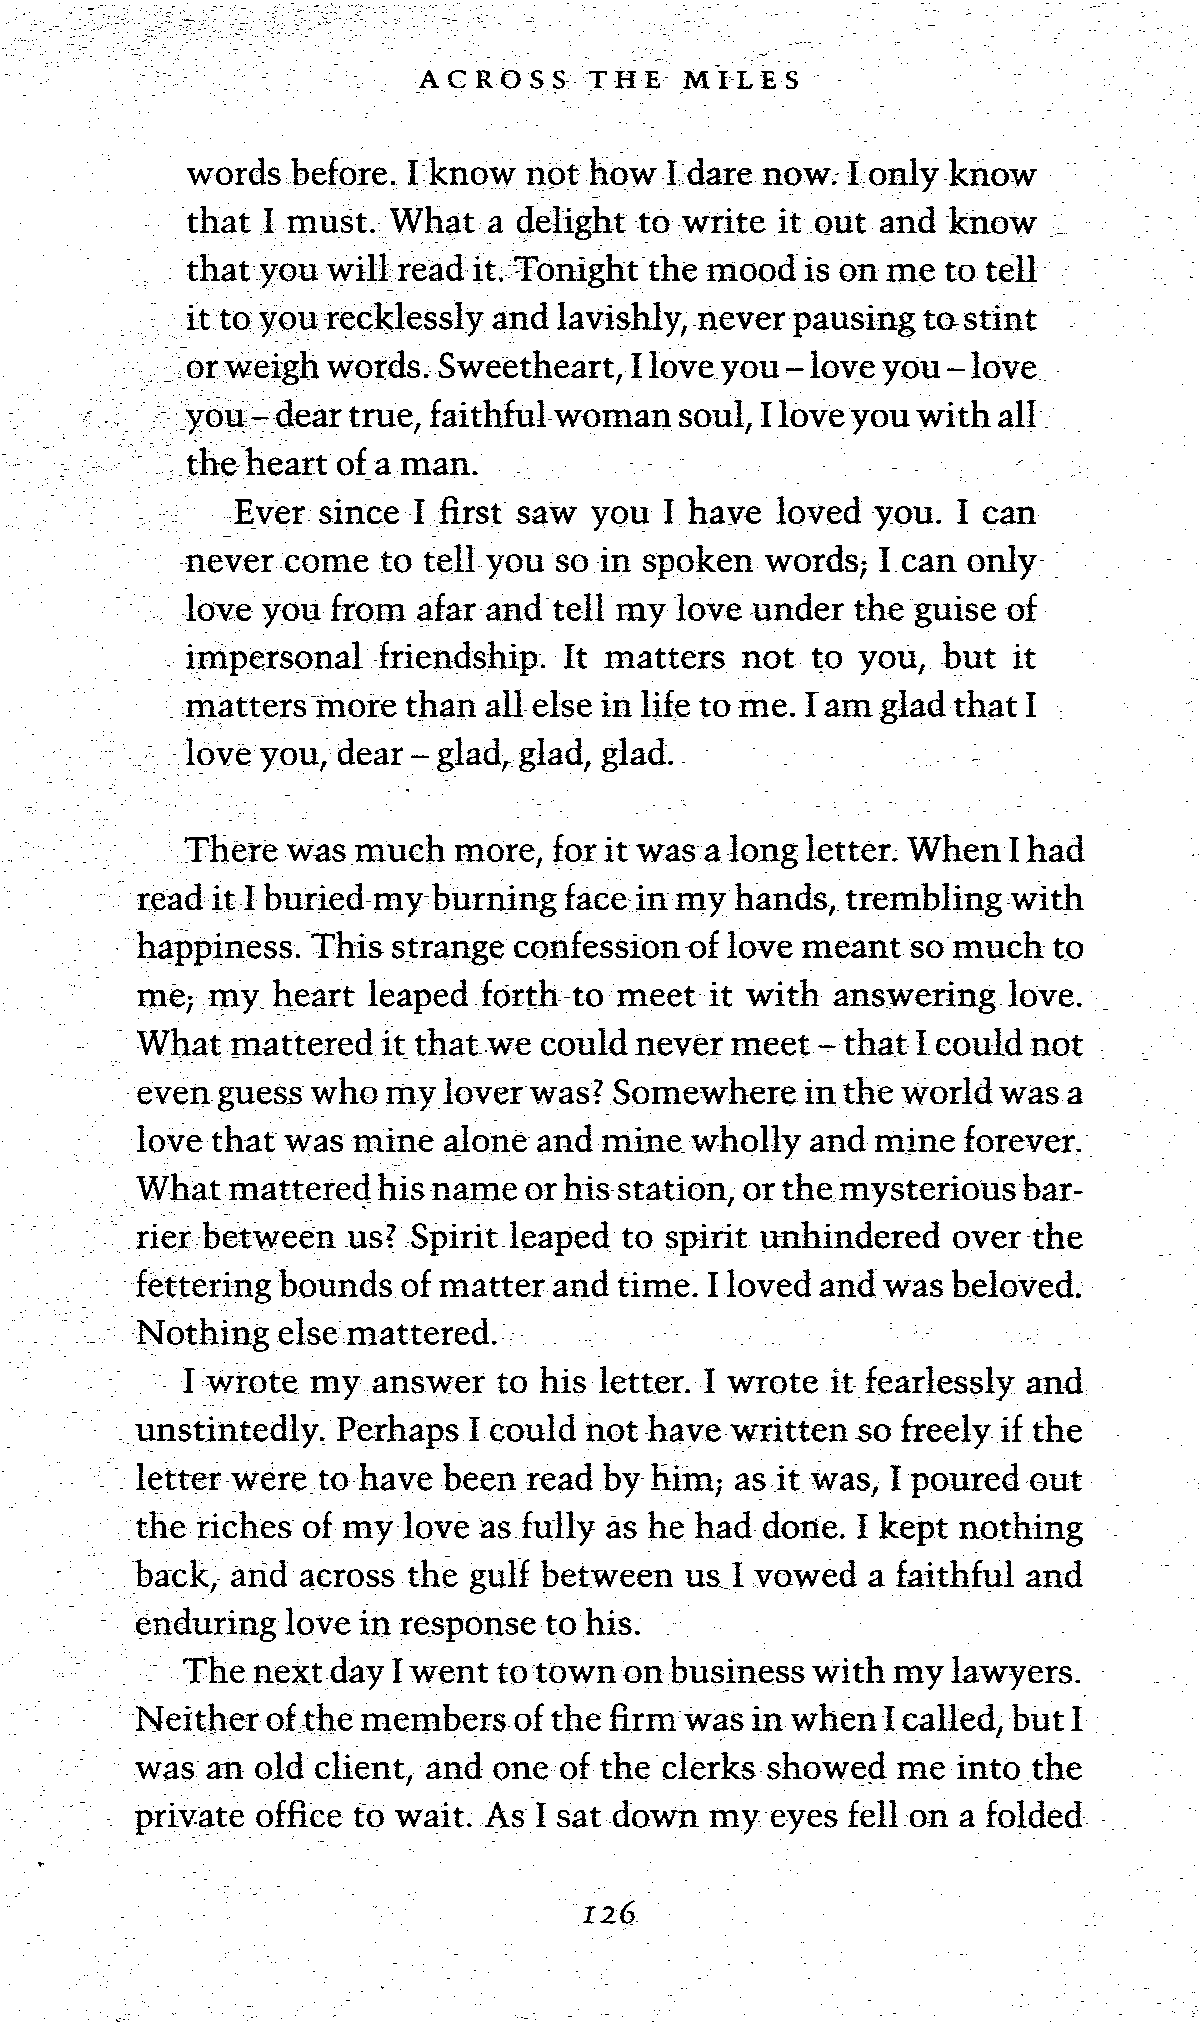 ACROSS THE MILES
words before. I know not how I dare now. I only know
that I must. What a delight to write it out and know
that you will read it. Tonight the mood is on me to tell
it to you recklessly and lavishly, never pausing to stint
or weigh words. Sweetheart, I love you – love you – love
you – dear true, faithful woman soul, I love you with all
the heart of a man.
Ever since I first saw you I have loved you. I can
never come to tell you so in spoken words; I can only
love you from afar and tell my love under the guise of
impersonal friendship. It matters not to you, but it
matters more than all else in life to me. I am glad that I
love you, dear – glad, glad, glad.
There was much more, for it was a long letter. When I had
read it I buried my burning face in my hands, trembling with
happiness. This strange confession of love meant so much to
me; my heart leaped forth to meet it with answering love.
What mattered it that we could never meet – that I could not
even guess who my lover was? Somewhere in the world was a
love that was mine alone and mine wholly and mine forever.
What mattered his name or his station, or the mysterious bar-
rier between us? Spirit leaped to spirit unhindered over the
fettering bounds of matter and time. I loved and was beloved.
Nothing else mattered.
I wrote my answer to his letter. I wrote it fearlessly and
unstintedly. Perhaps I could not have written so freely if the
letter were to have been read by him; as it was, I poured out
the riches of my love as fully as he had done. I kept nothing
back, and across the gulf between us I vowed a faithful and
enduring love in response to his.
The next day I went to town on business with my lawyers.
Neither of the members of the firm was in when I called, but I
was an old client, and one of the clerks showed me into the
private office to wait. As I sat down my eyes fell on a folded
126